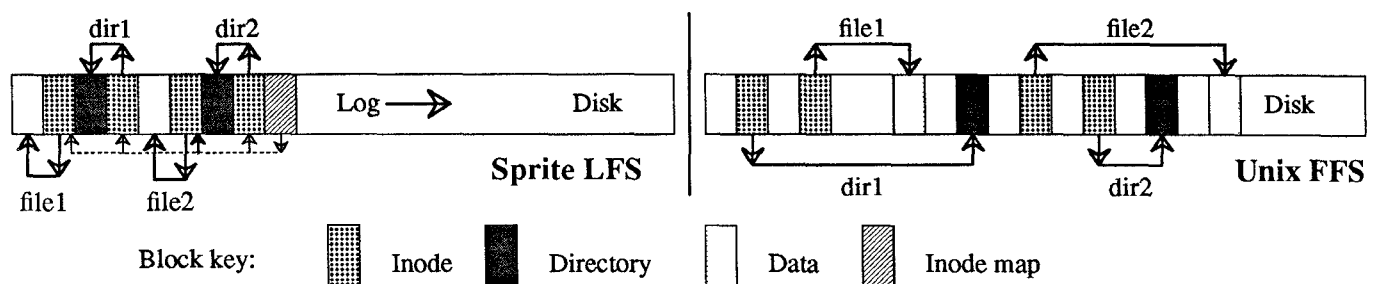 dir1
dir2
file1
file2
Log
Disk
Disk
Sprite LFS
Unix FFS
file1
file2
dir1
dir2
Block key:
Inode
Directory
Data
Inode map